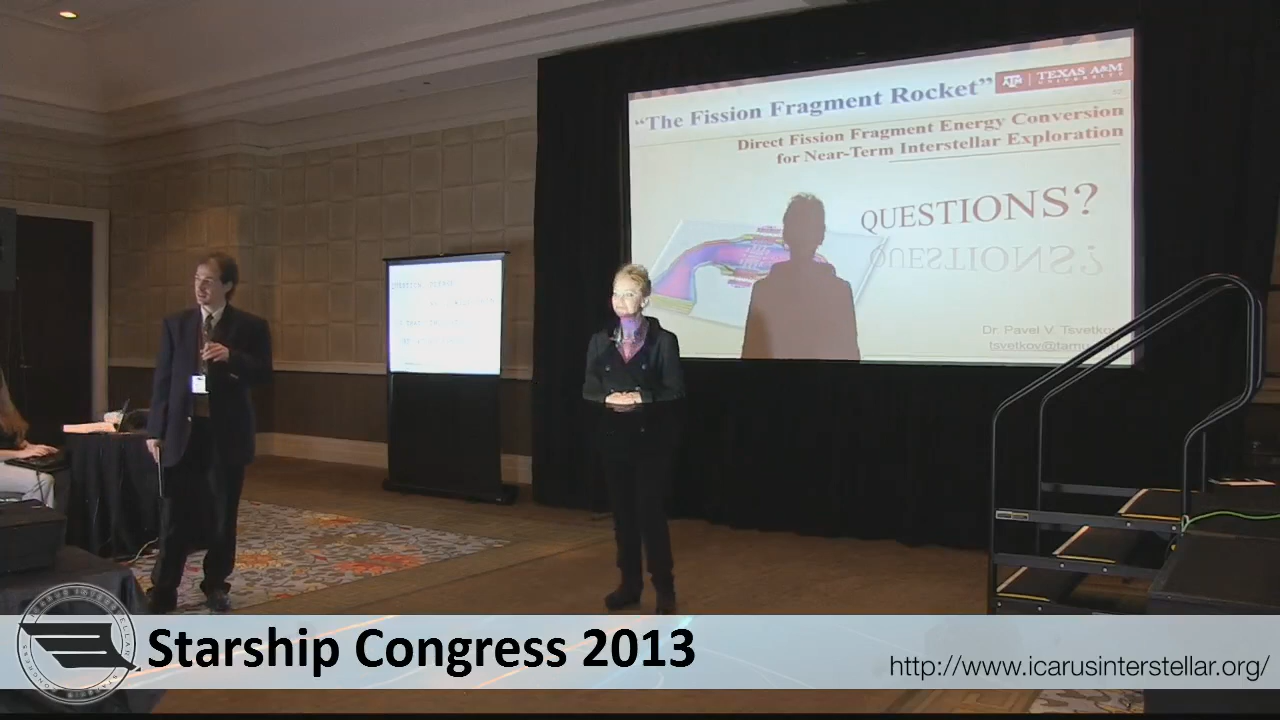 "The Fission Fragment Rocket"
TEXAS A&M
UNIVERSITY
Direct Fission Fragment Energy Conversion
for Near-Term Interstellar Exploration
QUESTIONS?
Dr. Pavel V. Tsvetkov
tsvetkov@tamu
Starship Congress 2013
http://www.icarusinterstellar.org/